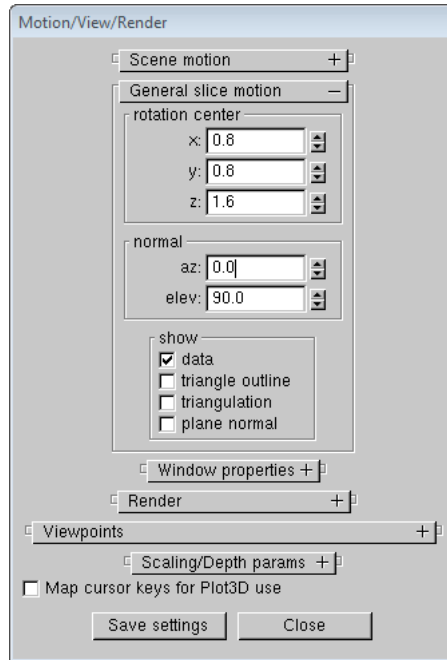 Motion/View/Render
Scene motion +
General slice motion −
rotation center
x: 0.8
y: 0.8
z: 1.6
normal
az: 0.0
elev: 90.0
show
data
triangle outline
triangulation
plane normal
Window properties +
Render +
Viewpoints +
Scaling/Depth params +
Map cursor keys for Plot3D use
Save settings Close